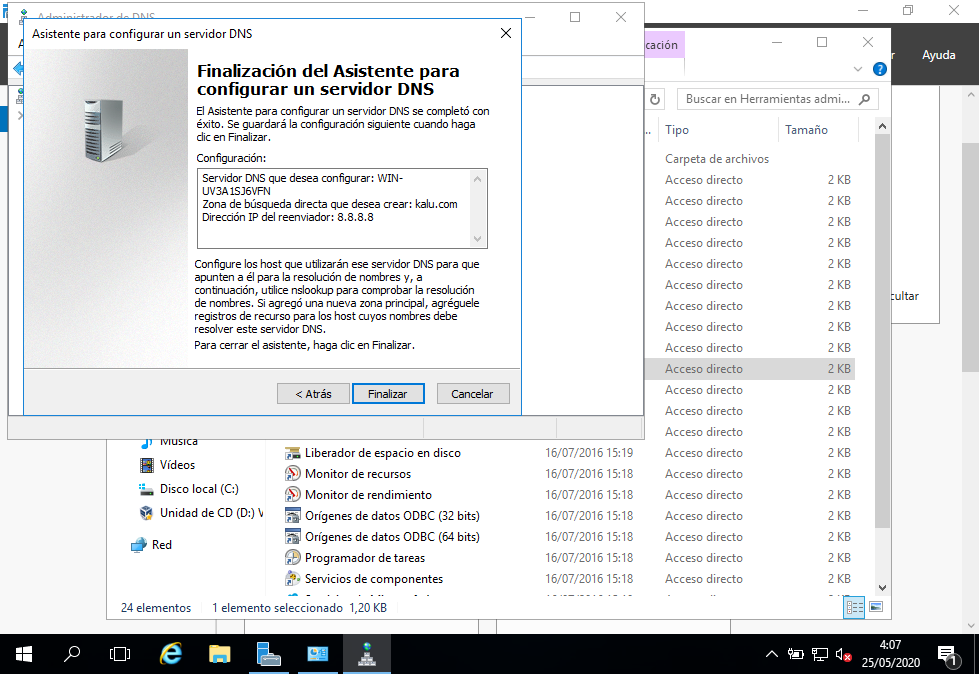 Administrador de DNS
Asistente para configurar un servidor DNS
Finalización del Asistente para
configurar un servidor DNS
El Asistente para configurar un servidor DNS se completó con
éxito. Se guardará la configuración siguiente cuando haga
clic en Finalizar.
Configuración:
Servidor DNS que desea configurar: WIN-
UV3A1SJ6VFN
Zona de búsqueda directa que desea crear: kalu.com
Dirección IP del reenviador: 8.8.8.8
Configure los host que utilizarán ese servidor DNS para que
apunten a él para la resolución de nombres y, a
continuación, utilice nslookup para comprobar la resolución
de nombres. Si agregó una nueva zona principal, agréguele
registros de recurso para los host cuyos nombres debe
resolver este servidor DNS.
Para cerrar el asistente, haga clic en Finalizar.
< Atrás
Finalizar
Cancelar
cación
r
Ayuda
Buscar en Herramientas admi...
Tipo
Tamaño
Carpeta de archivos
Acceso directo 2 KB
Acceso directo 2 KB
Acceso directo 2 KB
Acceso directo 2 KB
Acceso directo 2 KB
Acceso directo 2 KB
Acceso directo 2 KB
Acceso directo 2 KB
Acceso directo 2 KB
Acceso directo 2 KB
Acceso directo 2 KB
Acceso directo 2 KB
Acceso directo 2 KB
cultar
Música
Vídeos
Disco local (C:)
Unidad de CD (D:) V
Red
Liberador de espacio en disco 16/07/2016 15:19 Acceso directo 2 KB
Monitor de recursos 16/07/2016 15:18 Acceso directo 2 KB
Monitor de rendimiento 16/07/2016 15:18 Acceso directo 2 KB
Orígenes de datos ODBC (32 bits) 16/07/2016 15:18 Acceso directo 2 KB
Orígenes de datos ODBC (64 bits) 16/07/2016 15:18 Acceso directo 2 KB
Programador de tareas 16/07/2016 15:18 Acceso directo 2 KB
Servicios de componentes 16/07/2016 15:18 Acceso directo 2 KB
24 elementos
1 elemento seleccionado 1,20 KB
4:07
25/05/2020
1